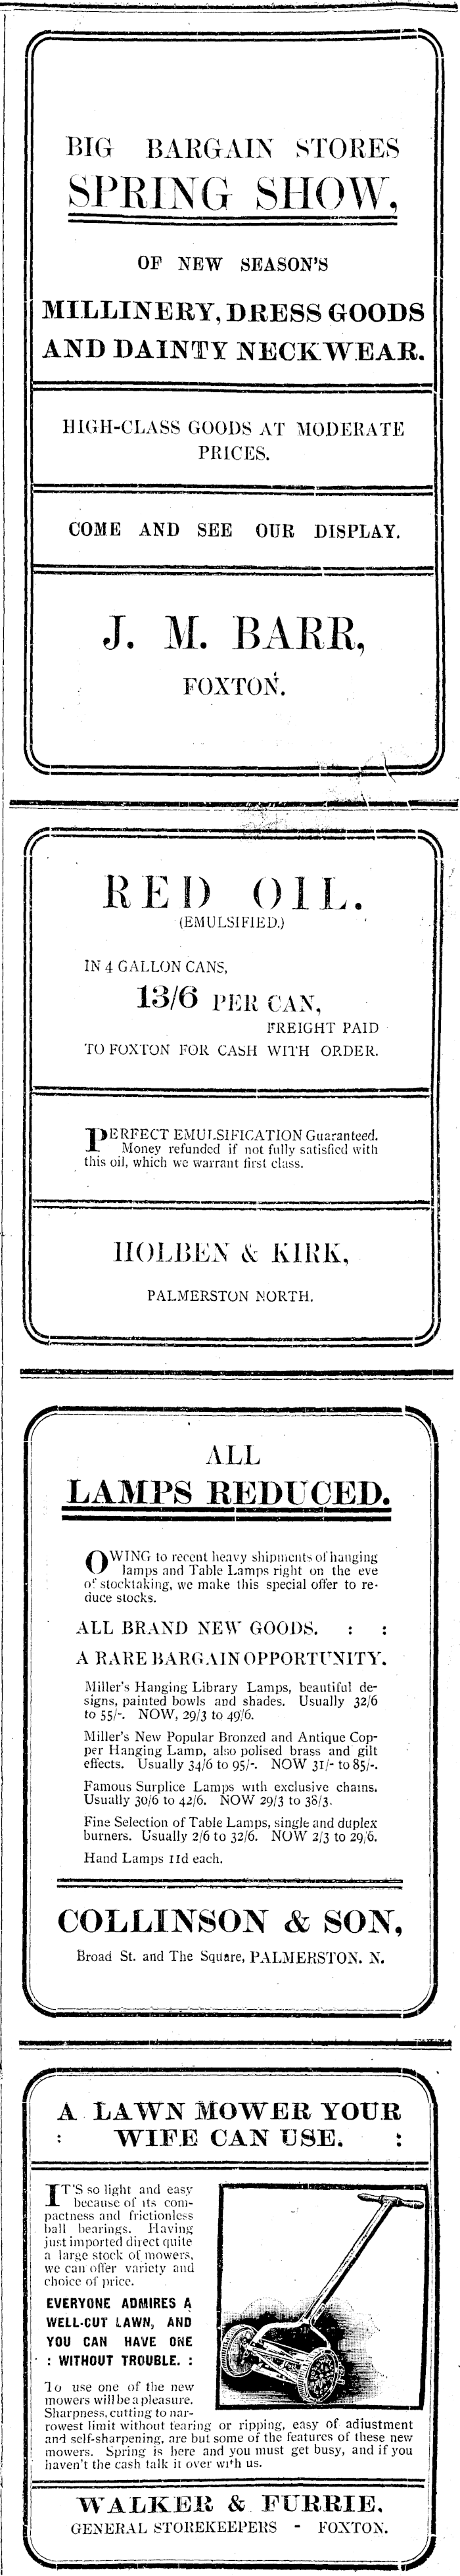 BIG BARGAIN STORES
SPRING SHOW,
OF NEW SEASON'S
MILLINERY, DRESS GOODS
AND DAINTY NECKWEAR.
HIGH-CLASS GOODS AT MODERATE
PRICES.
COME AND SEE OUR DISPLAY.
J. M. BARR,
FOXTON.
RED OIL.
(EMULSIFIED.)
IN 4 GALLON CANS,
13/6 PER CAN,
FREIGHT PAID
TO FOXTON FOR CASH WITH ORDER.
PERFECT EMULSIFICATION Guaranteed.
Money refunded if not fully satisfied with
this oil, which we warrant first class.
HOLBEN & KIRK,
PALMERSTON NORTH.
ALL
LAMPS REDUCED.
OWING to recent heavy shipments of hanging
lamps and Table Lamps right on the eve
of stocktaking, we make this special offer to re-
duce stocks.
ALL BRAND NEW GOODS. : :
A RARE BARGAIN OPPORTUNITY.
Miller's Hanging Library Lamps, beautiful de-
signs, painted bowls and shades. Usually 32/6
to 55/-. NOW, 29/3 to 49/6.
Miller's New Popular Bronzed and Antique Cop-
per Hanging Lamp, also polised brass and gilt
effects. Usually 34/6 to 95/-. NOW 31/- to 85/-.
Famous Surplice Lamps with exclusive chains.
Usually 30/6 to 42/6. NOW 29/3 to 38/3.
Fine Selection of Table Lamps, single and duplex
burners. Usually 2/6 to 32/6. NOW 2/3 to 29/6.
Hand Lamps 11d each.
COLLINSON & SON,
Broad St. and The Square, PALMERSTON. N.
A LAWN MOWER YOUR
: WIFE CAN USE. :
IT'S so light and easy
because of its com-
pactness and frictionless
ball bearings. Having
just imported direct quite
a large stock of mowers,
we can offer variety and
choice of price.
EVERYONE ADMIRES A
WELL-CUT LAWN, AND
YOU CAN HAVE ONE
: WITHOUT TROUBLE. :
To use one of the new
mowers will be a pleasure.
Sharpness, cutting to nar-
rowest limit without tearing or ripping, easy of adjustment
and self-sharpening, are but some of the features of these new
mowers. Spring is here and you must get busy, and if you
haven't the cash talk it over with us.
WALKER & FURRIE,
GENERAL STOREKEEPERS - FOXTON.